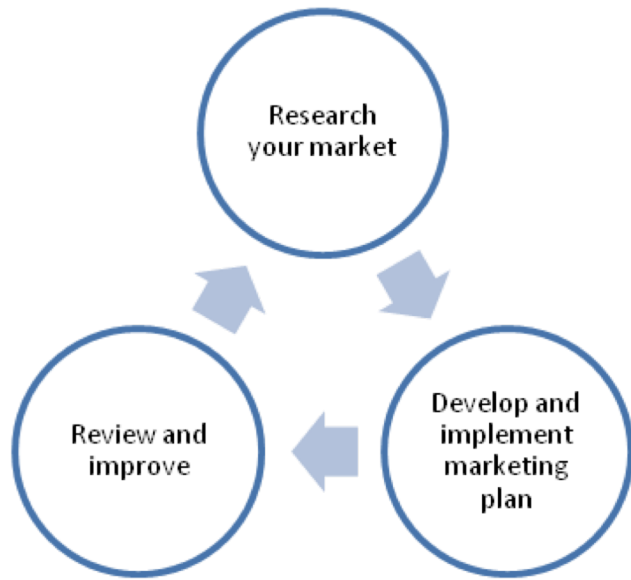 Research
your market
Develop and
implement
marketing
plan
Review and
improve